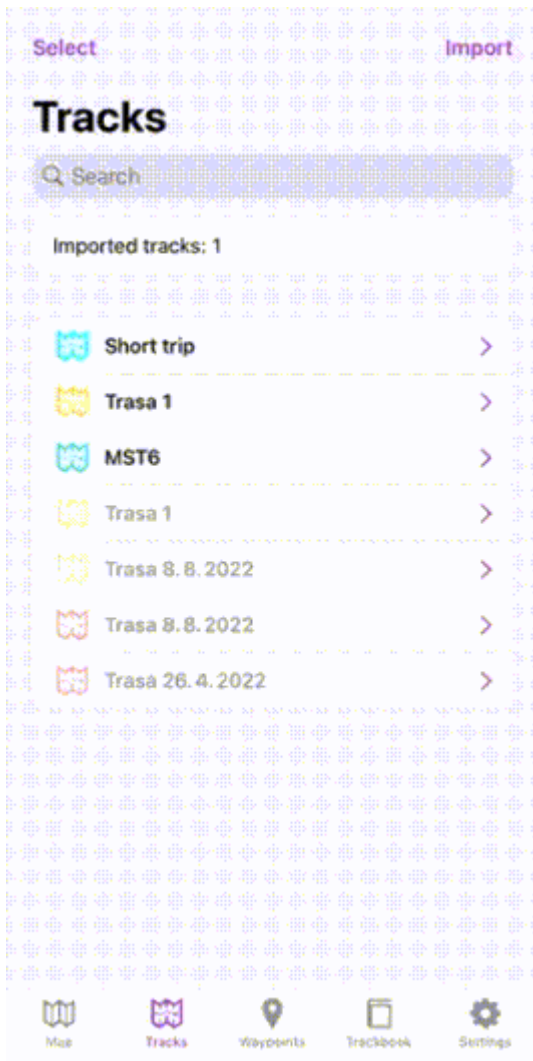 Select Import
Tracks
Search
Imported tracks: 1
Short trip
Trasa 1
MST6
Trasa 1
Trasa 8. 8. 2022
Trasa 8. 8. 2022
Trasa 26. 4. 2022
Map Tracks Waypoints Trackbook Settings